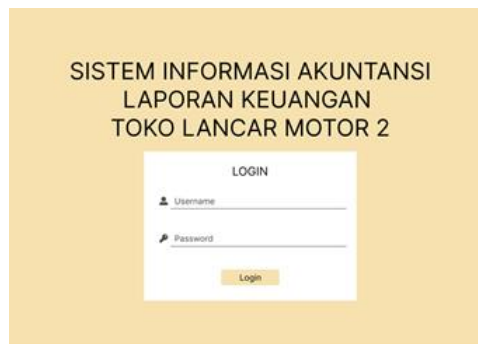 SISTEM INFORMASI AKUNTANSI
LAPORAN KEUANGAN
TOKO LANCAR MOTOR 2
LOGIN
Username
Password
Login